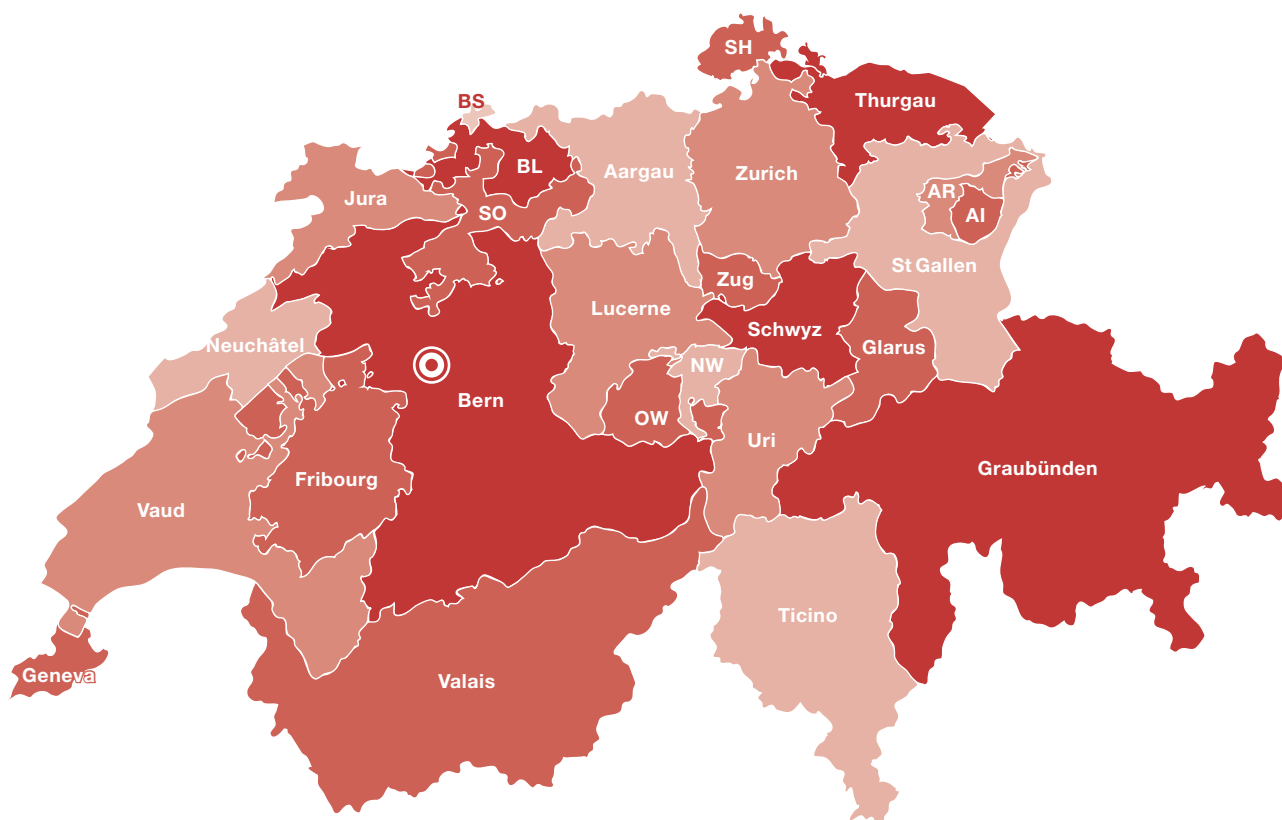 SH
BS
Thurgau
BL
Aargau
Zurich
Jura
AR
SO
AI
St Gallen
Zug
Lucerne
Schwyz
Neuchâtel
Glarus
NW
Bern
OW
Uri
Graubünden
Fribourg
Vaud
Ticino
Geneva
Valais